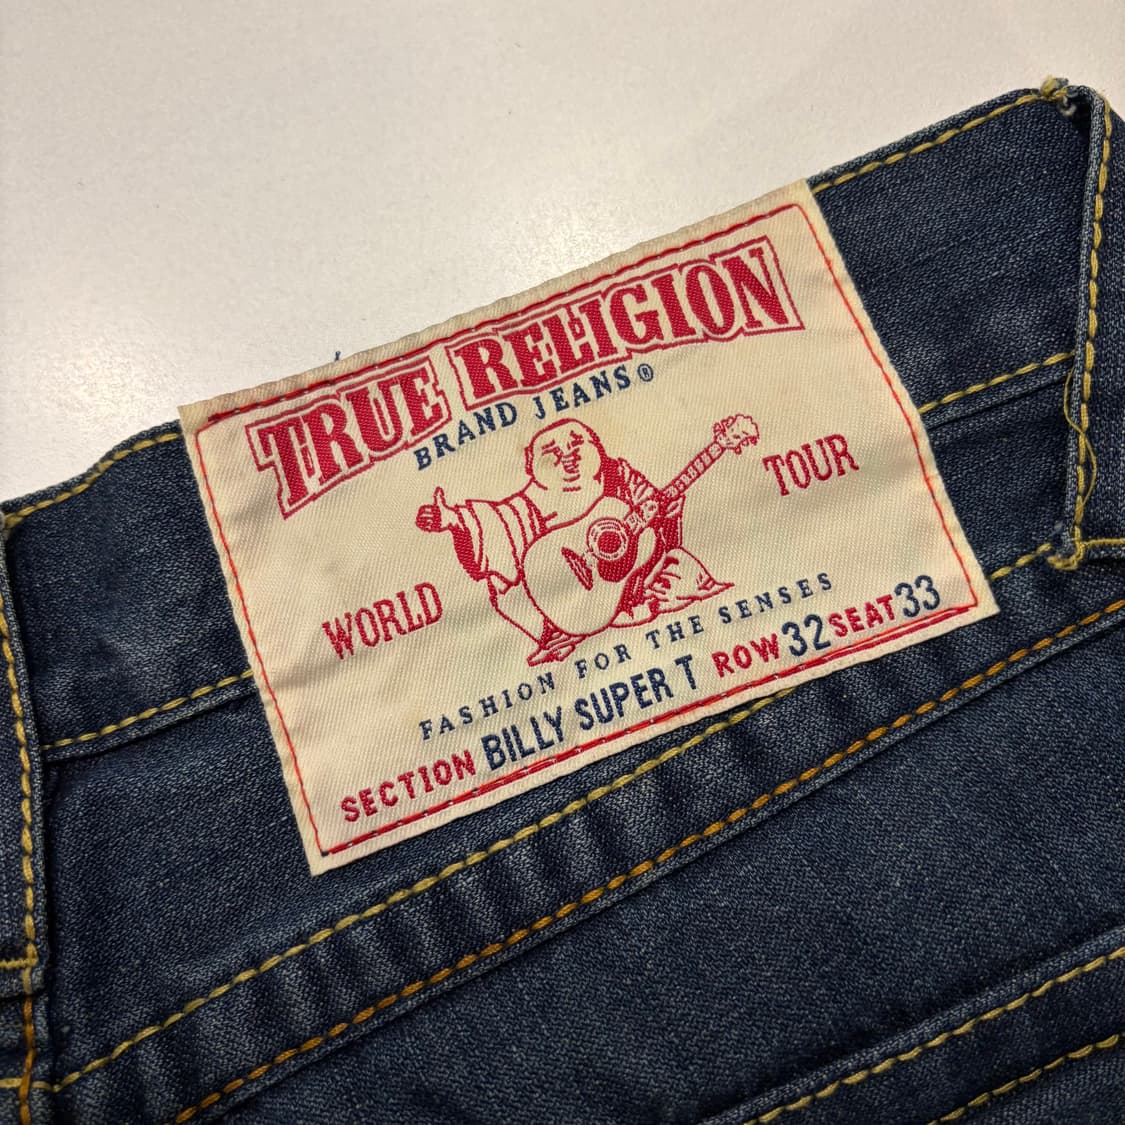 TRUE RELIGION
BRAND JEANS®
WORLD TOUR
FASHION FOR THE SENSES
SECTION BILLY SUPER T ROW 32 SEAT 33